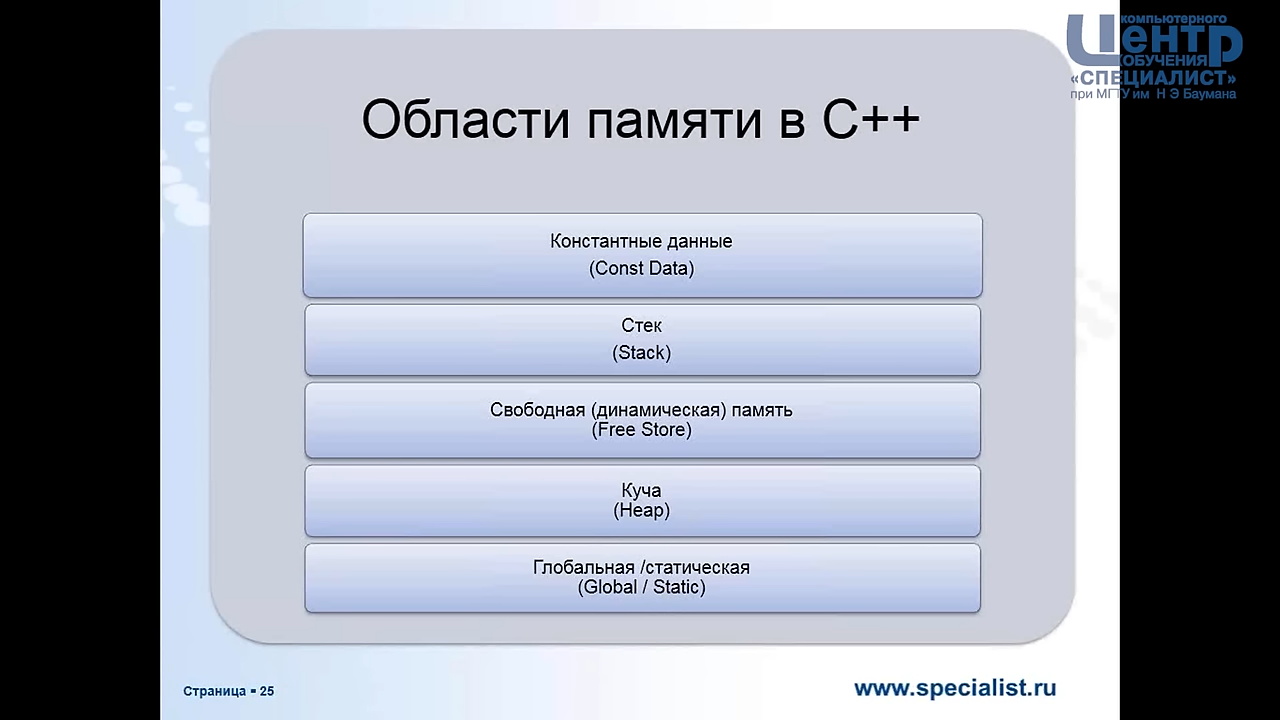 компьютерного
Центр
ОБУЧЕНИЯ
«СПЕЦИАЛИСТ»
при МГТУ им Н Э Баумана
Области памяти в C++
Константные данные
(Const Data)
Стек
(Stack)
Свободная (динамическая) память
(Free Store)
Куча
(Heap)
Глобальная /статическая
(Global / Static)
Страница ▪ 25
www.specialist.ru